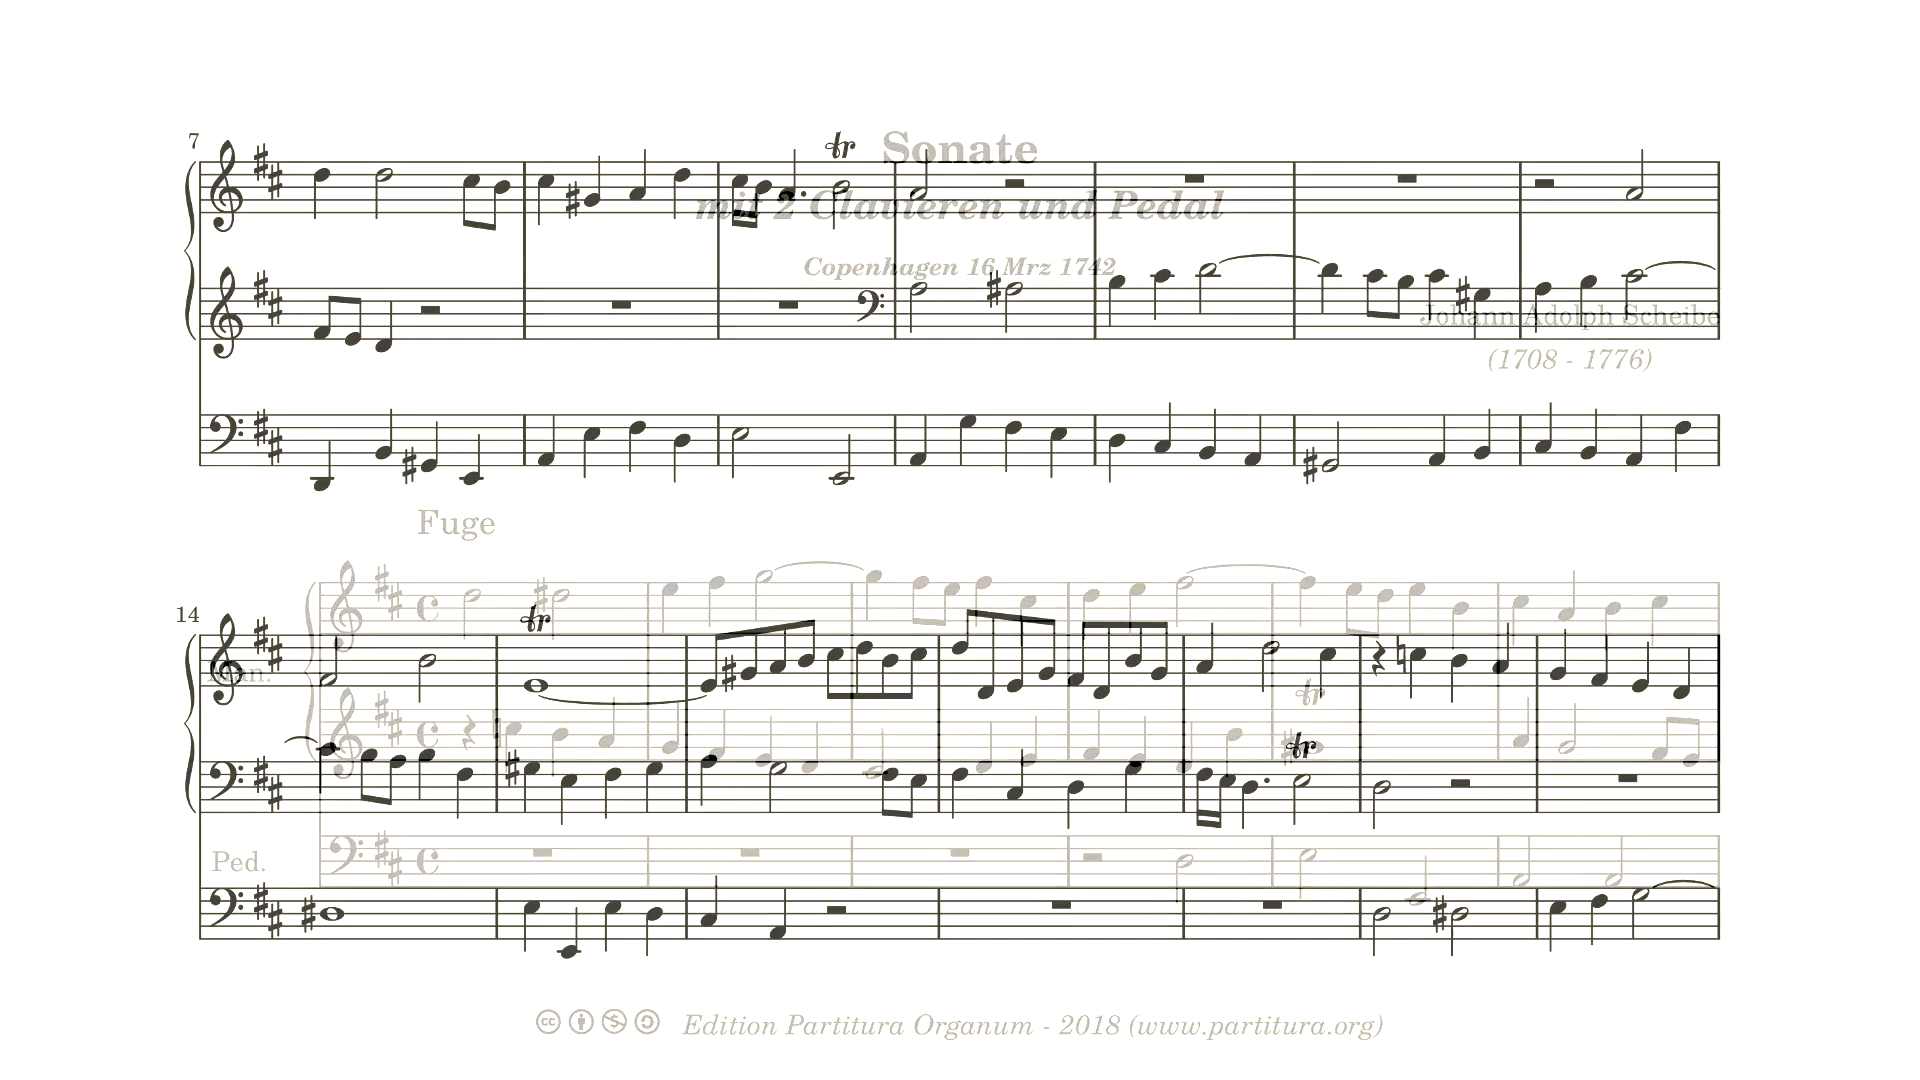 7
Sonate
mit 2 Clavieren und Pedal
Copenhagen 16 Mrz 1742
Johann Adolph Scheibe
(1708 - 1776)
Fuge
14
Man.
Ped.
Edition Partitura Organum - 2018 (www.partitura.org)